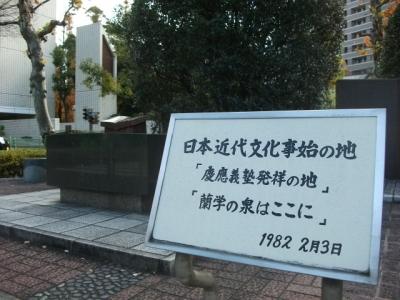 日本近代文化事始の地
「慶應義塾発祥の地」
「蘭学の泉はここに」
1982 2月3日